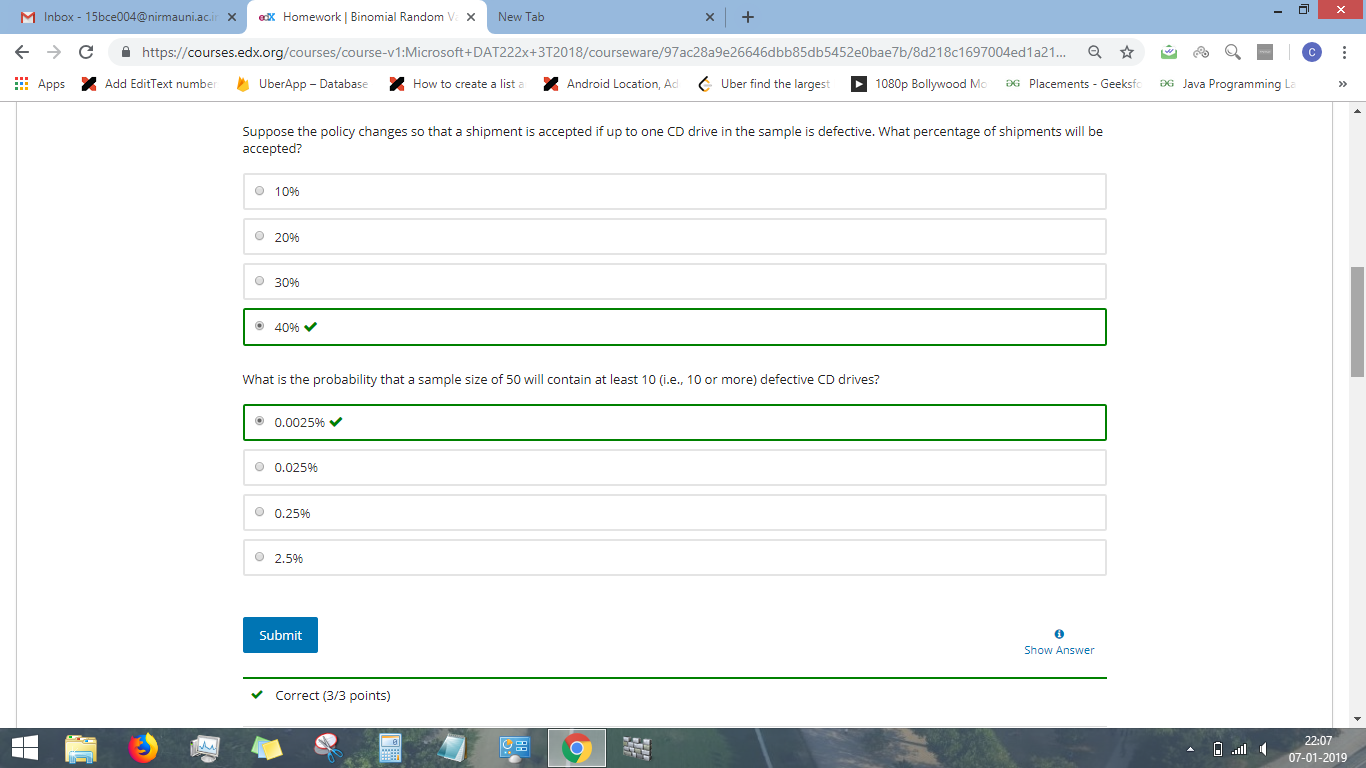 Inbox - 15bce004@nirmauni.ac.in
edX Homework | Binomial Random Va
New Tab
https://courses.edx.org/courses/course-v1:Microsoft+DAT222x+3T2018/courseware/97ac28a9e26646dbb85db5452e0bae7b/8d218c1697004ed1a21...
C
Apps
Add EditText number
UberApp – Database
How to create a list a
Android Location, Ad
Uber find the largest
1080p Bollywood Mo
Placements - Geeksfo
Java Programming La
»
Suppose the policy changes so that a shipment is accepted if up to one CD drive in the sample is defective. What percentage of shipments will be
accepted?
10%
20%
30%
40%
What is the probability that a sample size of 50 will contain at least 10 (i.e., 10 or more) defective CD drives?
0.0025%
0.025%
0.25%
2.5%
Submit
Show Answer
Correct (3/3 points)
22:07
07-01-2019